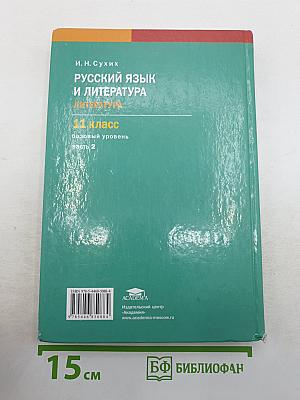 И. Н. Сухих
РУССКИЙ ЯЗЫК
И ЛИТЕРАТУРА
ЛИТЕРАТУРА
11 класс
базовый уровень
часть 2
ACADEMA
Издательский центр
«Академия»
www.academia-moscow.ru
15 см
БФ БИБЛИОФАН